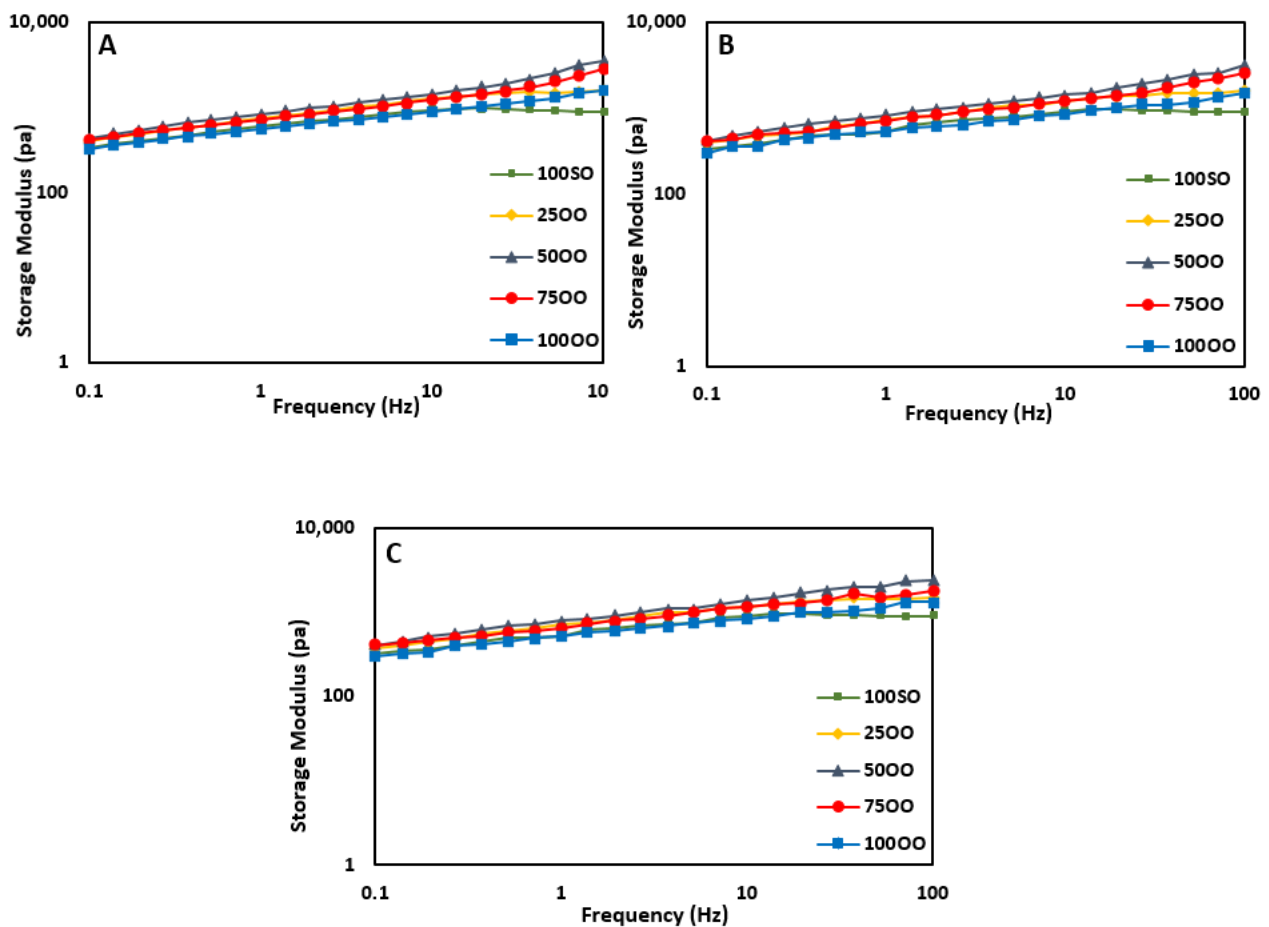 A
10,000
100
1
Storage Modulus (pa)
100SO
25OO
50OO
75OO
100OO
0.1
1
10
10
Frequency (Hz)
B
10,000
100
1
Storage Modulus (pa)
100SO
25OO
50OO
75OO
100OO
0.1
1
10
100
Frequency (Hz)
C
10,000
100
1
Storage Modulus (pa)
100SO
25OO
50OO
75OO
100OO
0.1
1
10
100
Frequency (Hz)